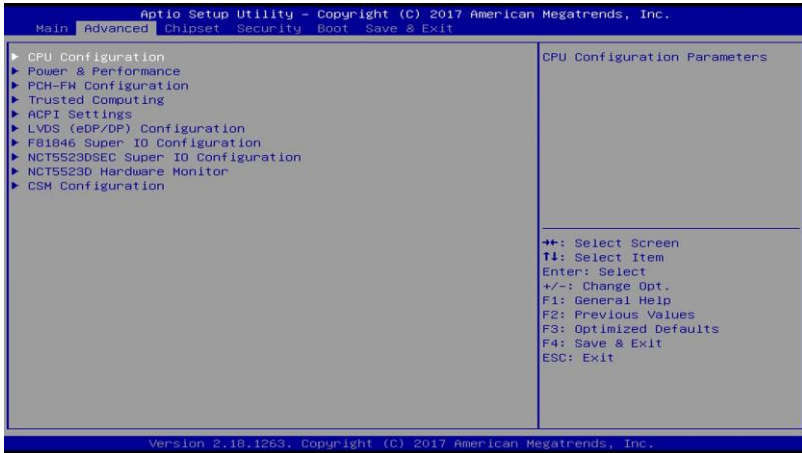 Aptio Setup Utility – Copyright (C) 2017 American Megatrends, Inc.
Main Advanced Chipset Security Boot Save & Exit
▶ CPU Configuration
▶ Power & Performance
▶ PCH-FW Configuration
▶ Trusted Computing
▶ ACPI Settings
▶ LVDS (eDP/DP) Configuration
▶ F81846 Super IO Configuration
▶ NCT5523DSEC Super IO Configuration
▶ NCT5523D Hardware Monitor
▶ CSM Configuration
CPU Configuration Parameters
→←: Select Screen
↑↓: Select Item
Enter: Select
+/-: Change Opt.
F1: General Help
F2: Previous Values
F3: Optimized Defaults
F4: Save & Exit
ESC: Exit
Version 2.18.1263. Copyright (C) 2017 American Megatrends, Inc.